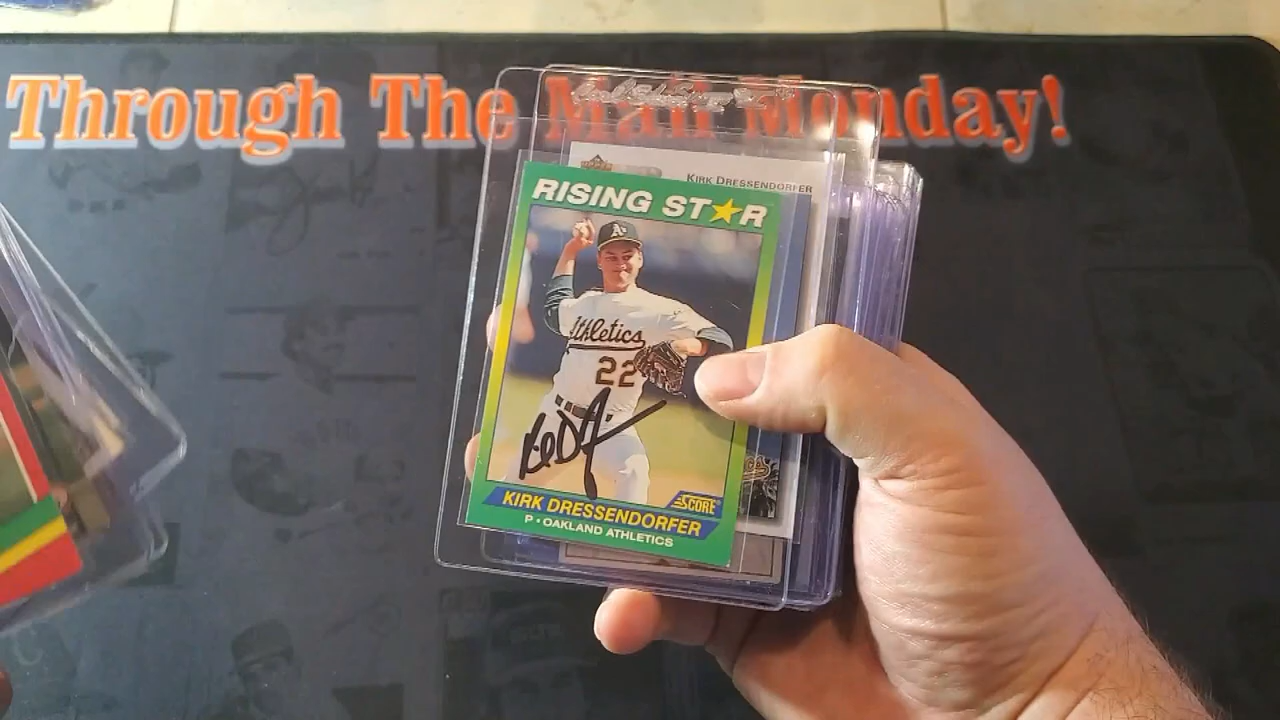 Through The Mail Monday!
KIRK DRESSENDORFER
RISING STAR
A's
Athletics
22
SCORE
KIRK DRESSENDORFER
P • OAKLAND ATHLETICS